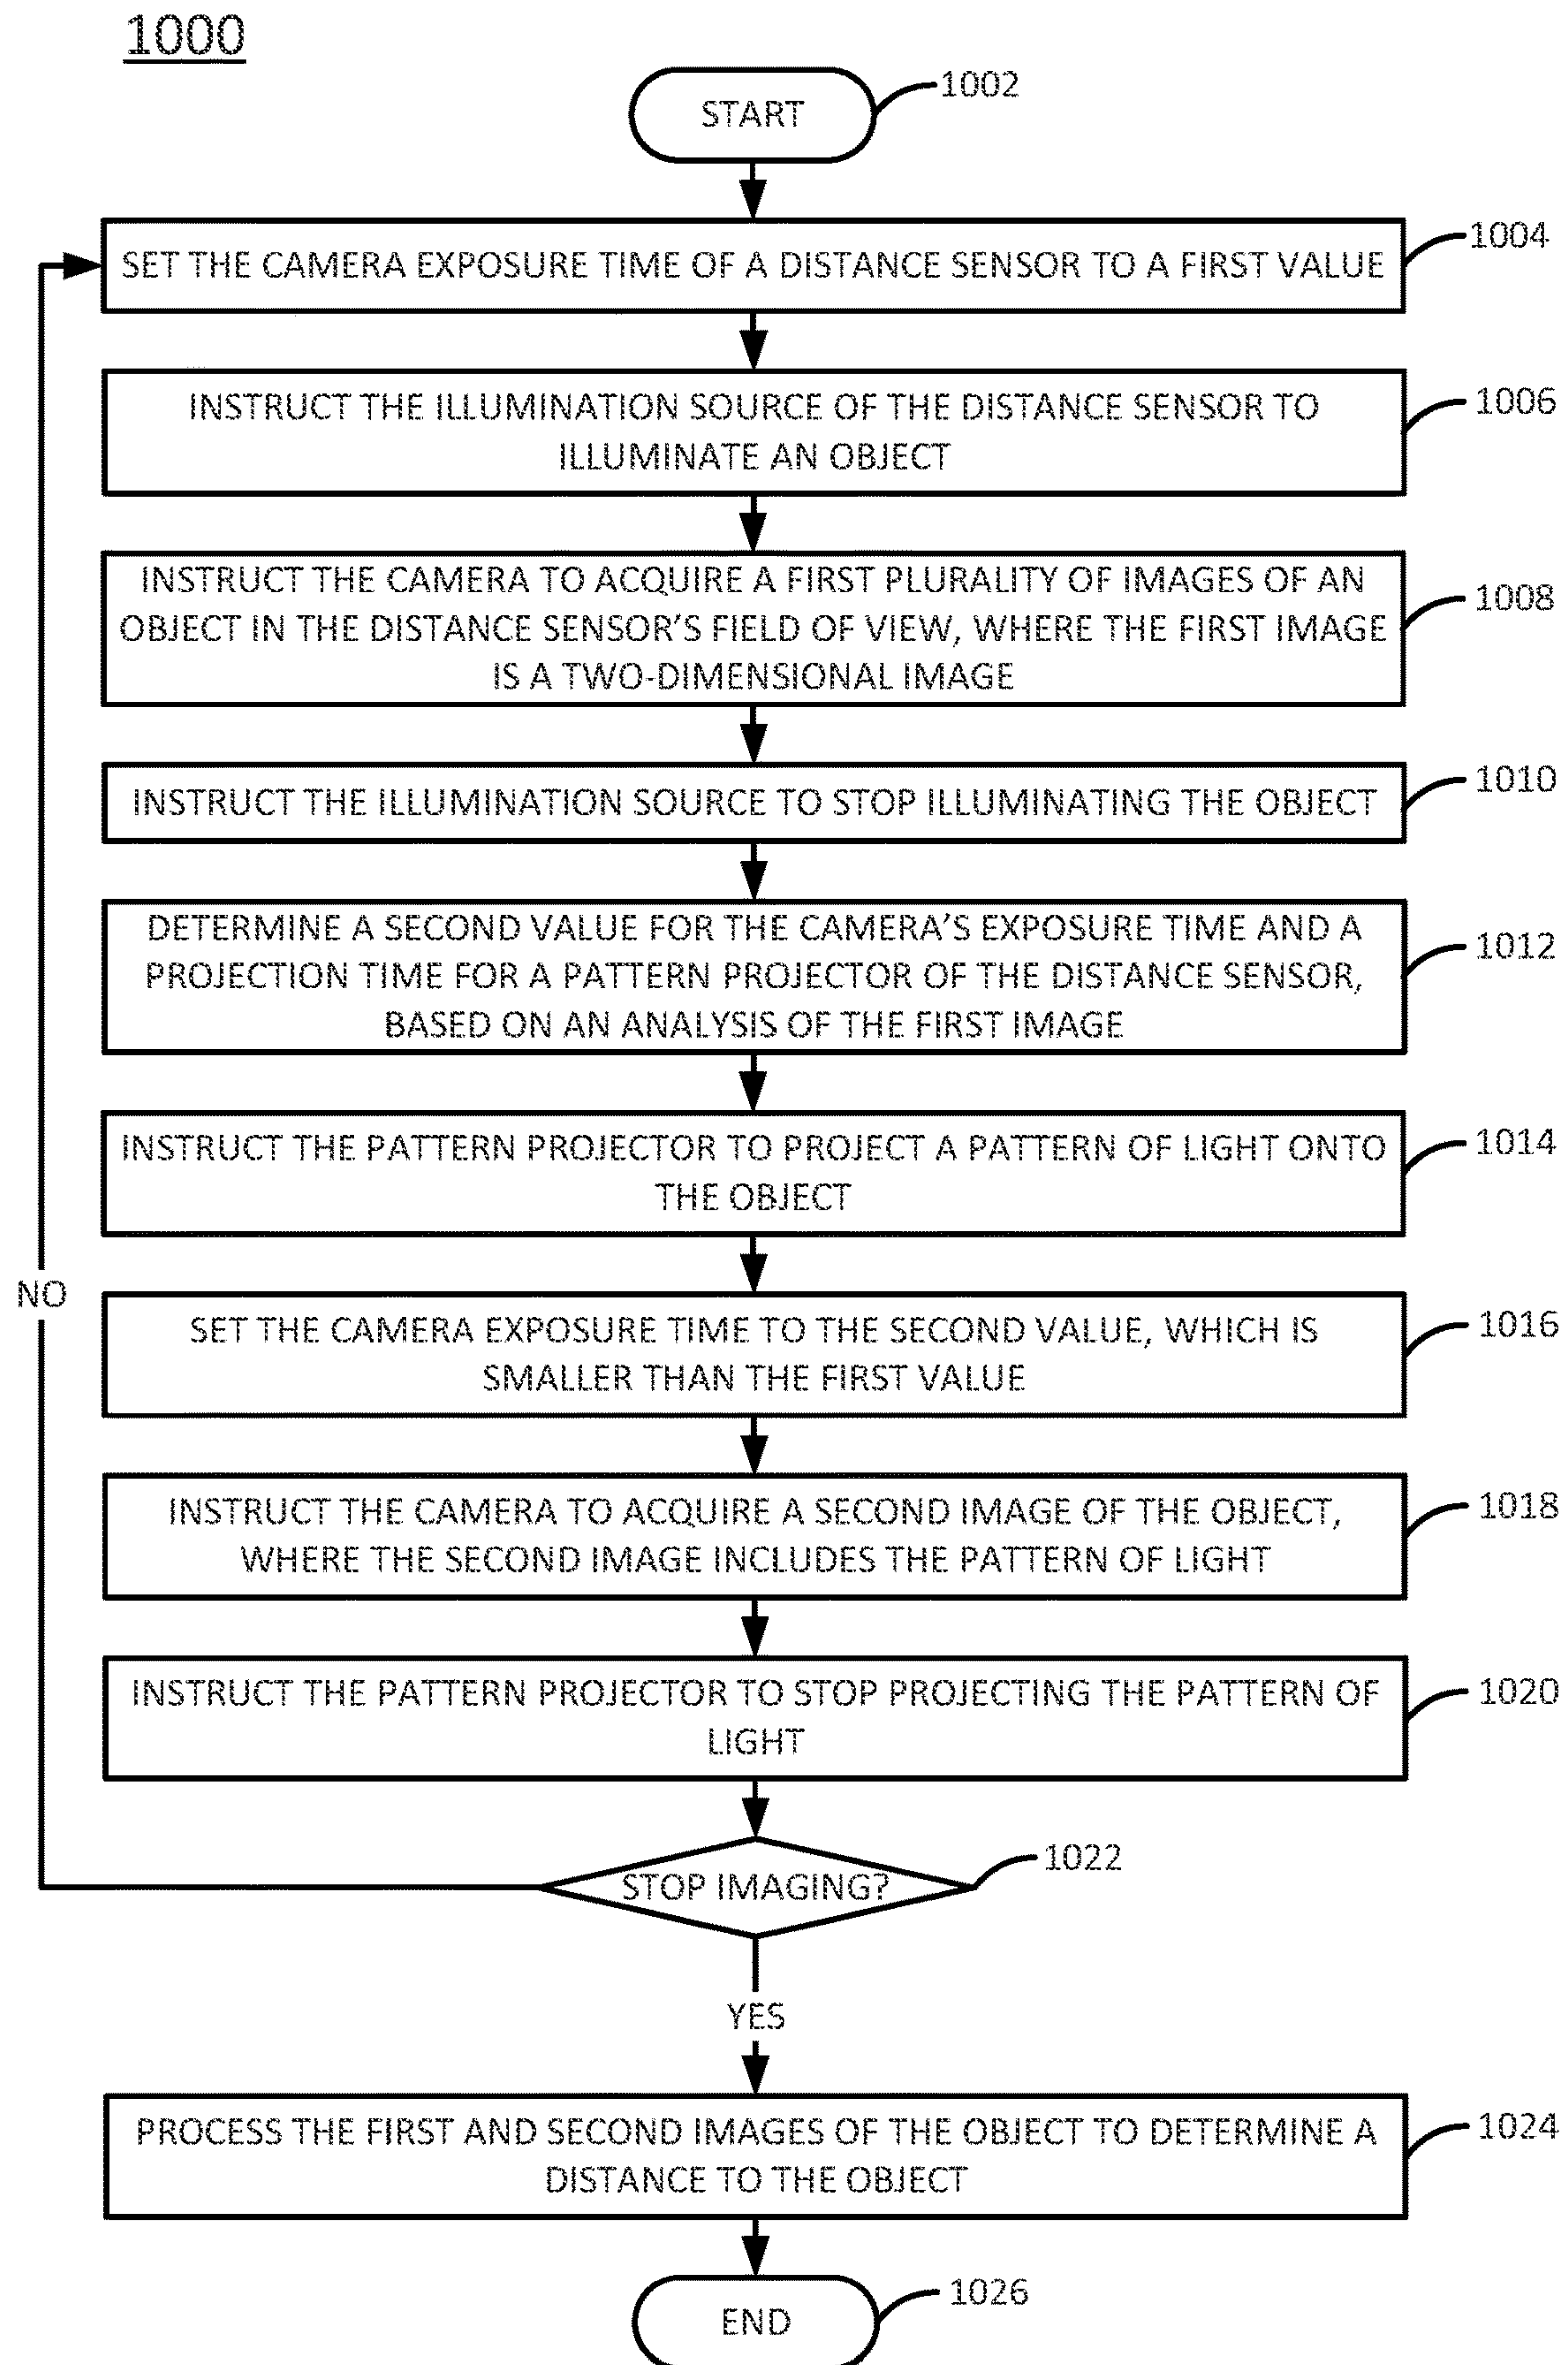 1000
START
1002
SET THE CAMERA EXPOSURE TIME OF A DISTANCE SENSOR TO A FIRST VALUE
1004
INSTRUCT THE ILLUMINATION SOURCE OF THE DISTANCE SENSOR TO
ILLUMINATE AN OBJECT
1006
INSTRUCT THE CAMERA TO ACQUIRE A FIRST PLURALITY OF IMAGES OF AN
OBJECT IN THE DISTANCE SENSOR'S FIELD OF VIEW, WHERE THE FIRST IMAGE
IS A TWO-DIMENSIONAL IMAGE
1008
INSTRUCT THE ILLUMINATION SOURCE TO STOP ILLUMINATING THE OBJECT
1010
DETERMINE A SECOND VALUE FOR THE CAMERA'S EXPOSURE TIME AND A
PROJECTION TIME FOR A PATTERN PROJECTOR OF THE DISTANCE SENSOR,
BASED ON AN ANALYSIS OF THE FIRST IMAGE
1012
INSTRUCT THE PATTERN PROJECTOR TO PROJECT A PATTERN OF LIGHT ONTO
THE OBJECT
1014
NO
SET THE CAMERA EXPOSURE TIME TO THE SECOND VALUE, WHICH IS
SMALLER THAN THE FIRST VALUE
1016
INSTRUCT THE CAMERA TO ACQUIRE A SECOND IMAGE OF THE OBJECT,
WHERE THE SECOND IMAGE INCLUDES THE PATTERN OF LIGHT
1018
INSTRUCT THE PATTERN PROJECTOR TO STOP PROJECTING THE PATTERN OF
LIGHT
1020
STOP IMAGING?
1022
YES
PROCESS THE FIRST AND SECOND IMAGES OF THE OBJECT TO DETERMINE A
DISTANCE TO THE OBJECT
1024
END
1026